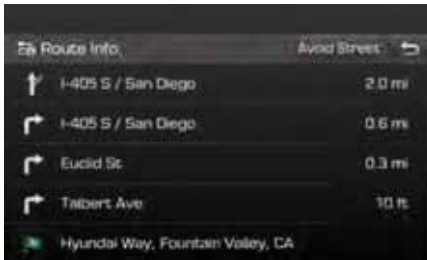 Route Info. Avoid Street
I-405 S / San Diego 2.0 mi
I-405 S / San Diego 0.6 mi
Euclid St 0.3 mi
Talbert Ave 10 ft
Hyundai Way, Fountain Valley, CA